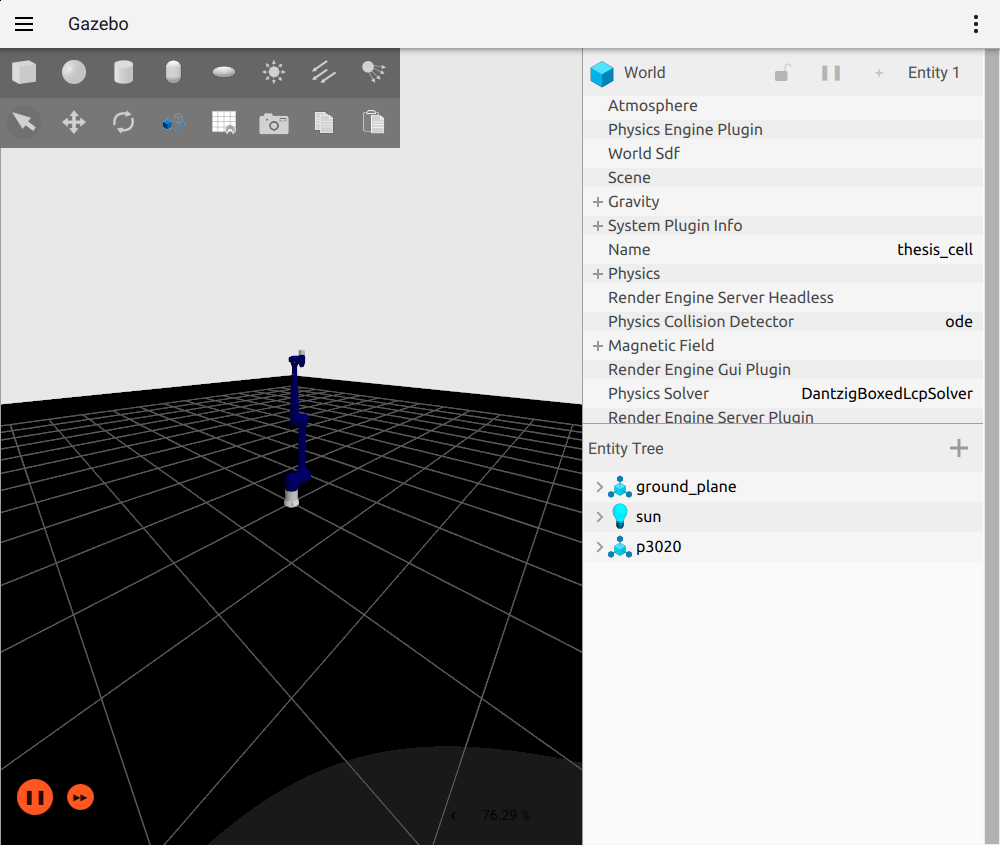 Gazebo
World Entity 1
Atmosphere
Physics Engine Plugin
World Sdf
Scene
Gravity
System Plugin Info
Name thesis_cell
Physics
Render Engine Server Headless
Physics Collision Detector ode
Magnetic Field
Render Engine Gui Plugin
Physics Solver DantzigBoxedLcpSolver
Render Engine Server Plugin
Entity Tree
ground_plane
sun
p3020
76.29 %